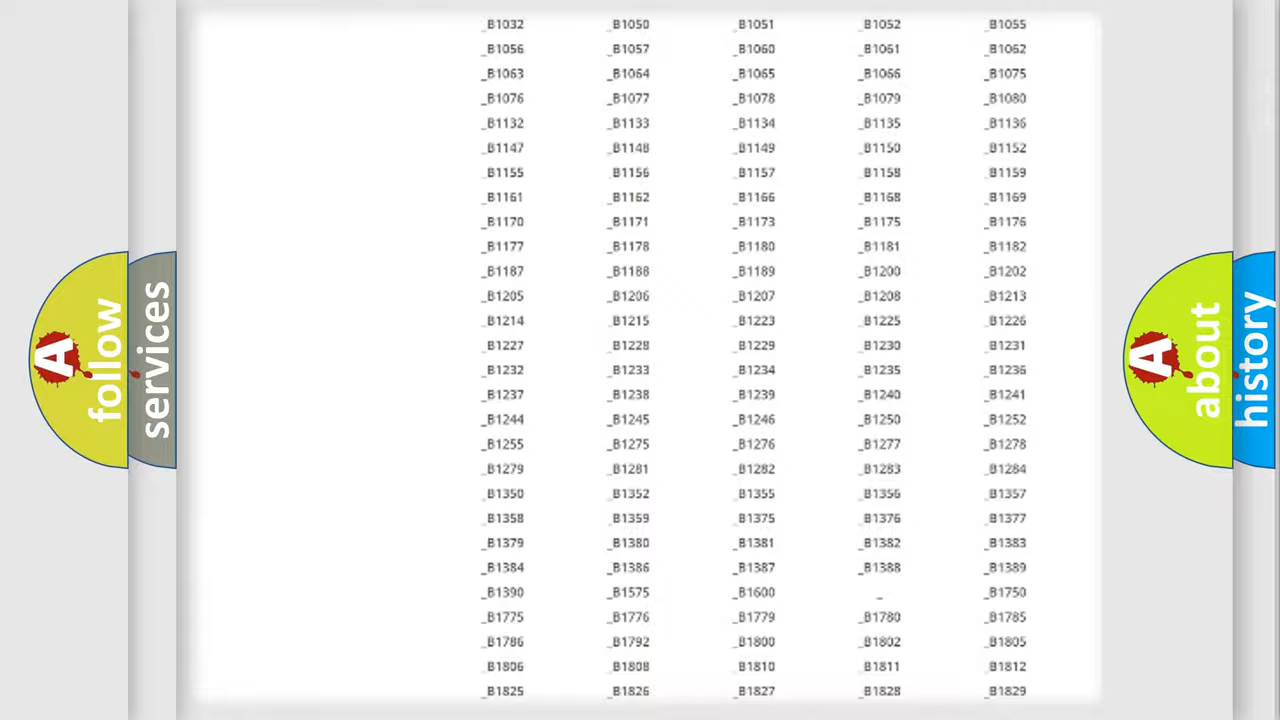 _B1032 _B1050 _B1051 _B1052 _B1055
_B1056 _B1057 _B1060 _B1061 _B1062
_B1063 _B1064 _B1065 _B1066 _B1075
_B1076 _B1077 _B1078 _B1079 _B1080
_B1132 _B1133 _B1134 _B1135 _B1136
_B1147 _B1148 _B1149 _B1150 _B1152
_B1155 _B1156 _B1157 _B1158 _B1159
_B1161 _B1162 _B1166 _B1168 _B1169
_B1170 _B1171 _B1173 _B1175 _B1176
_B1177 _B1178 _B1180 _B1181 _B1182
_B1187 _B1188 _B1189 _B1200 _B1202
_B1205 _B1206 _B1207 _B1208 _B1213
_B1214 _B1215 _B1223 _B1225 _B1226
_B1227 _B1228 _B1229 _B1230 _B1231
_B1232 _B1233 _B1234 _B1235 _B1236
_B1237 _B1238 _B1239 _B1240 _B1241
_B1244 _B1245 _B1246 _B1250 _B1252
_B1255 _B1275 _B1276 _B1277 _B1278
_B1279 _B1281 _B1282 _B1283 _B1284
_B1350 _B1352 _B1355 _B1356 _B1357
_B1358 _B1359 _B1375 _B1376 _B1377
_B1379 _B1380 _B1381 _B1382 _B1383
_B1384 _B1386 _B1387 _B1388 _B1389
_B1390 _B1575 _B1600 _ _B1750
_B1775 _B1776 _B1779 _B1780 _B1785
_B1786 _B1792 _B1800 _B1802 _B1805
_B1806 _B1808 _B1810 _B1811 _B1812
_B1825 _B1826 _B1827 _B1828 _B1829
A
follow
services
A
about
history